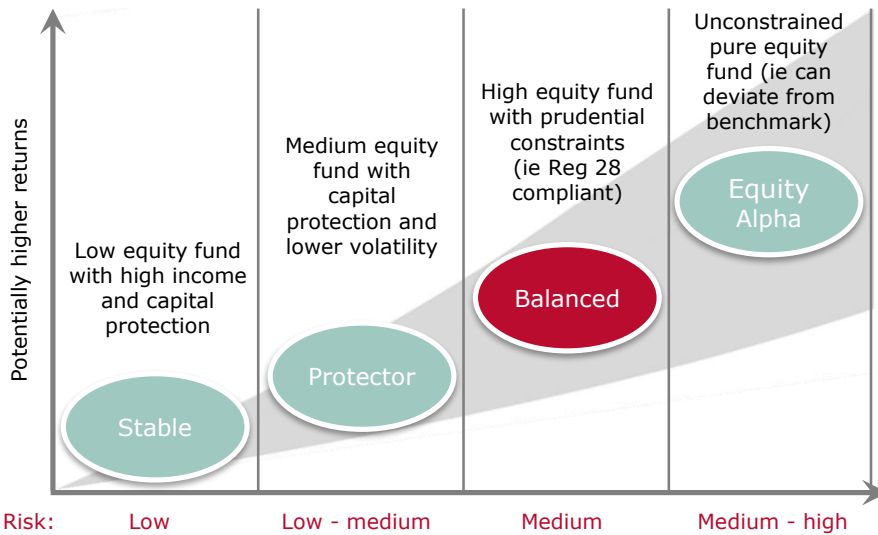 Potentially higher returns
Low equity fund
with high income
and capital
protection
Stable
Medium equity
fund with
capital
protection and
lower volatility
Protector
High equity fund
with prudential
constraints
(ie Reg 28
compliant)
Balanced
Unconstrained
pure equity
fund (ie can
deviate from
benchmark)
Equity
Alpha
Risk: Low Low - medium Medium Medium - high